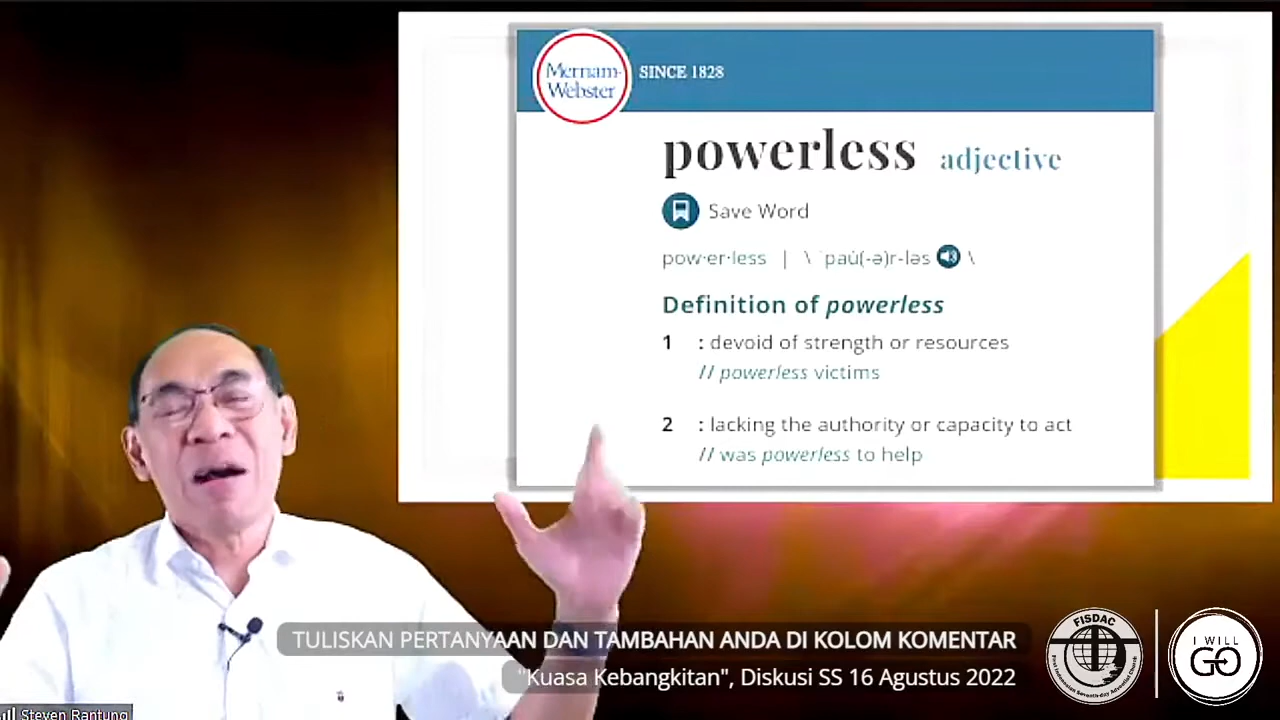 Merriam-
Webster
SINCE 1828
powerless adjective
Save Word
pow·er·less | \ ˈpau̇(-ə)r-ləs \
Definition of powerless
1 : devoid of strength or resources
// powerless victims
2 : lacking the authority or capacity to act
// was powerless to help
TULISKAN PERTANYAAN DAN TAMBAHAN ANDA DI KOLOM KOMENTAR
"Kuasa Kebangkitan", Diskusi SS 16 Agustus 2022
FISDAC
I WILL
GO
Steven Rantung